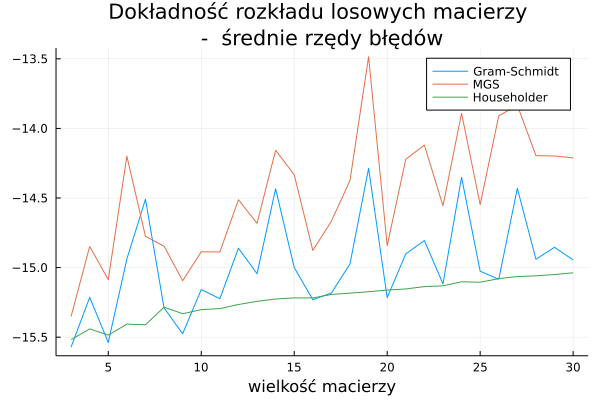 Dokładność rozkładu losowych macierzy
- średnie rzędy błędów
-13.5
-14.0
-14.5
-15.0
-15.5
Gram-Schmidt
MGS
Householder
5
10
15
20
25
30
wielkość macierzy